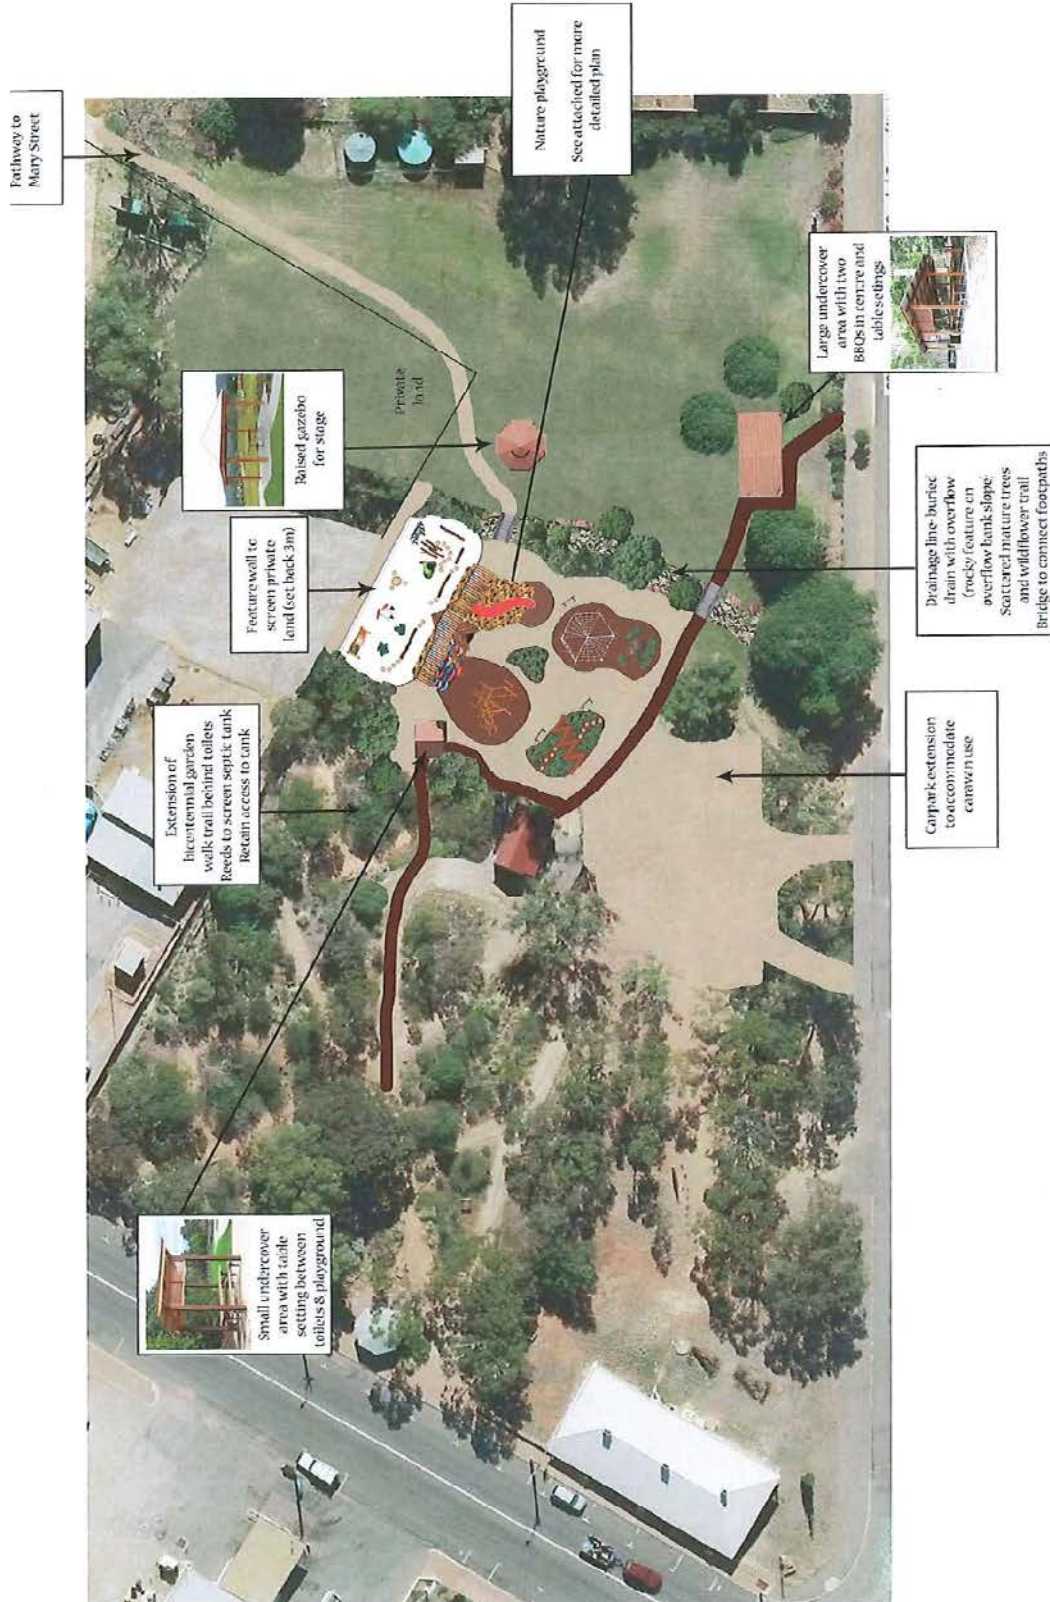 Pathway to
Mary Street
Nature playground
See attached for more
detailed plan
Raised gazebo
for stage
Private
land
Large undercover
area with two
BBQs in centre and
table setings
Feature wall to
screen private
land (set back 3m)
Drainage line-buried
drain with overflow
(rocky feature on
overflow bank slope;
Scattered mature trees
and wildflower trail
Bridge to connect footpaths
Extension of
bicentennial garden
walk trail behind toilets
Reeds to screen septic tank
Retain access to tank
Carpark extension
to accommodate
caravan use
Small undercover
area with table
setting between
toilets & playground